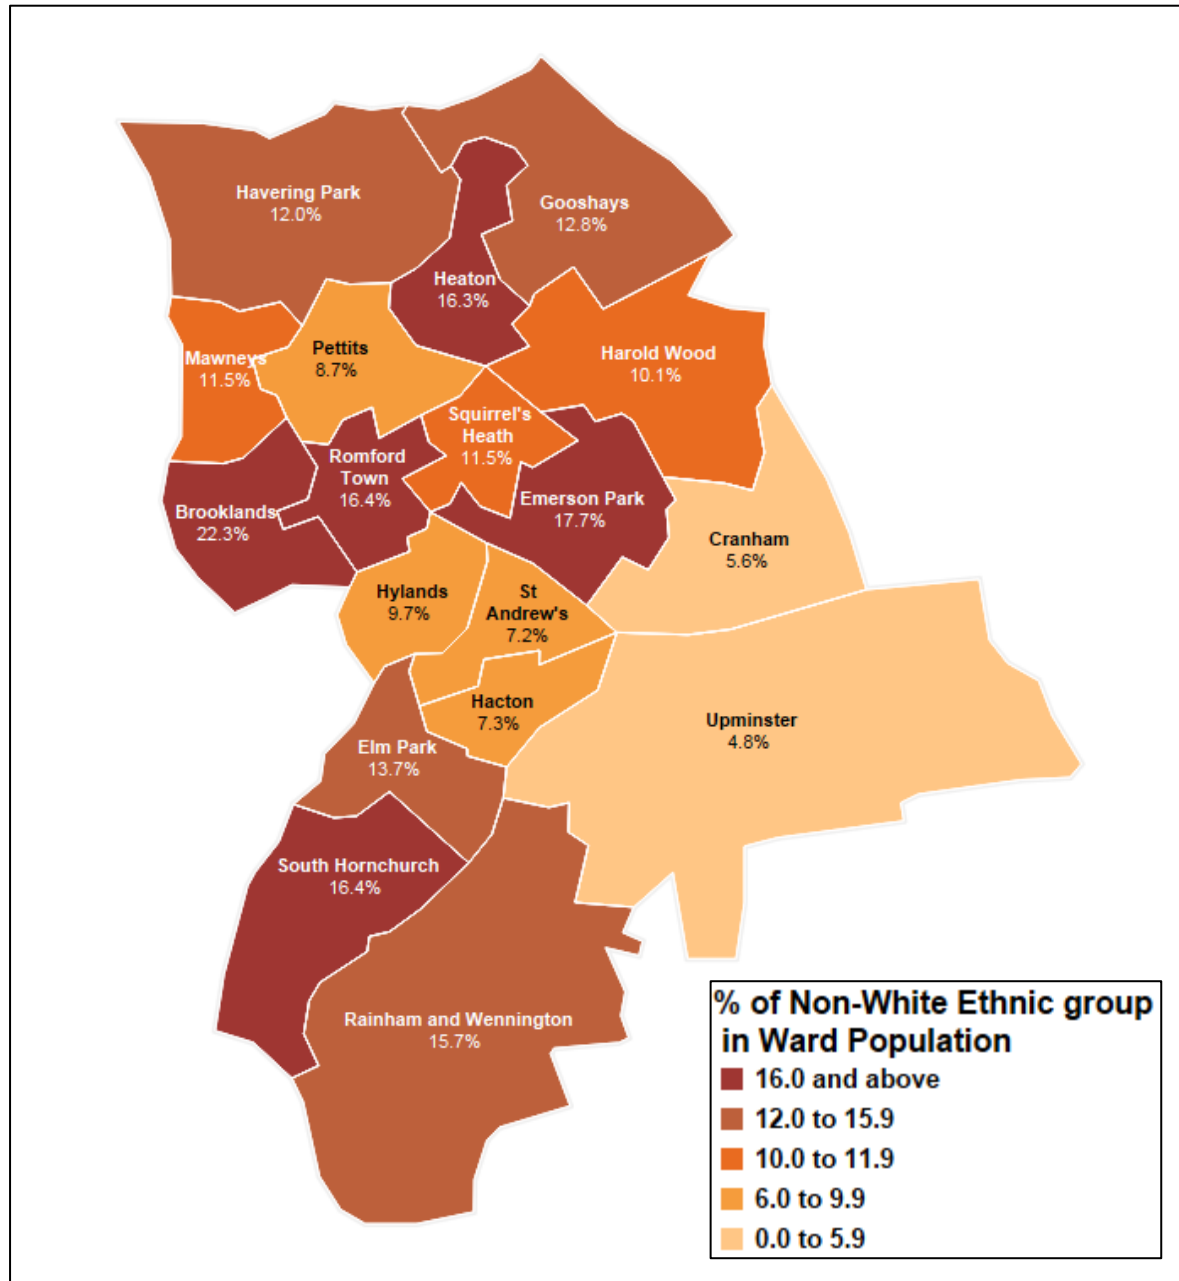 Havering Park
12.0%
Gooshays
12.8%
Heaton
16.3%
Mawneys
11.5%
Pettits
8.7%
Harold Wood
10.1%
Squirrel's
Heath
11.5%
Romford
Town
16.4%
Emerson Park
17.7%
Brooklands
22.3%
Cranham
5.6%
Hylands
9.7%
St
Andrew's
7.2%
Hacton
7.3%
Upminster
4.8%
Elm Park
13.7%
South Hornchurch
16.4%
Rainham and Wennington
15.7%
% of Non-White Ethnic group
in Ward Population
16.0 and above
12.0 to 15.9
10.0 to 11.9
6.0 to 9.9
0.0 to 5.9